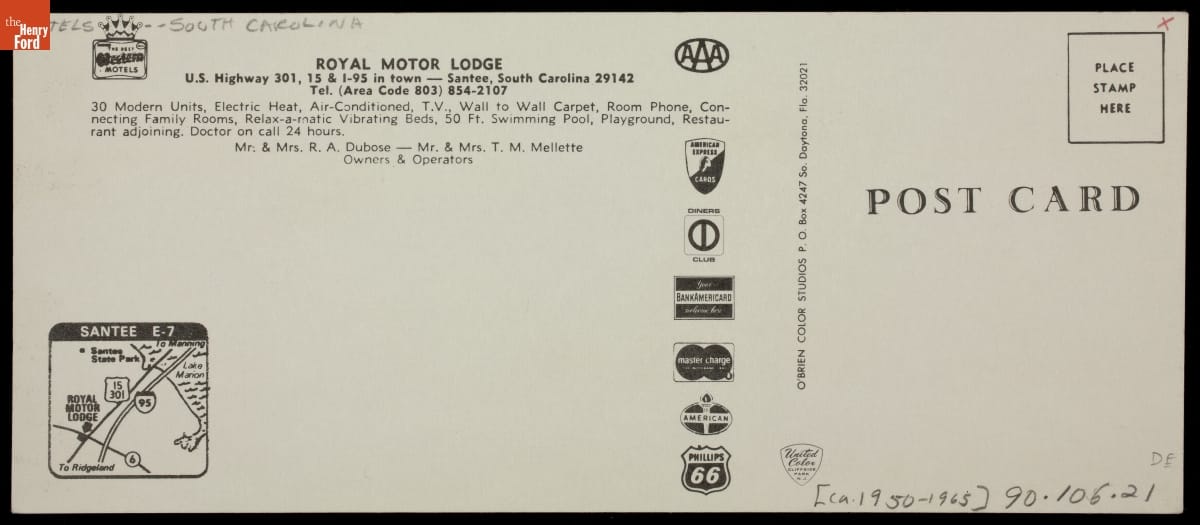 the
Henry
Ford
TELS -- SOUTH CAROLINA
THE BEST
Western
MOTELS
ROYAL MOTOR LODGE
U.S. Highway 301, 15 & I-95 in town — Santee, South Carolina 29142
Tel. (Area Code 803) 854-2107
30 Modern Units, Electric Heat, Air-Conditioned, T.V., Wall to Wall Carpet, Room Phone, Con-
necting Family Rooms, Relax-a-matic Vibrating Beds, 50 Ft. Swimming Pool, Playground, Restau-
rant adjoining. Doctor on call 24 hours.
Mr. & Mrs. R. A. Dubose — Mr. & Mrs. T. M. Mellette
Owners & Operators
SANTEE E-7
To Manning
Santee
State Park
Lake
Marion
15
301
95
ROYAL
MOTOR
LODGE
6
To Ridgeland
AAA
AMERICAN
EXPRESS
CARDS
DINERS
CLUB
Your
BANKAMERICARD
welcome here
master charge
AMERICAN
PHILLIPS
66
O'BRIEN COLOR STUDIOS P. O. Box 4247 So. Daytona, Fla. 32021
United
Color
CLIFFSIDE
PARK
N.J.
x
PLACE
STAMP
HERE
POST CARD
DE
[ca. 1950-1965] 90.106.21